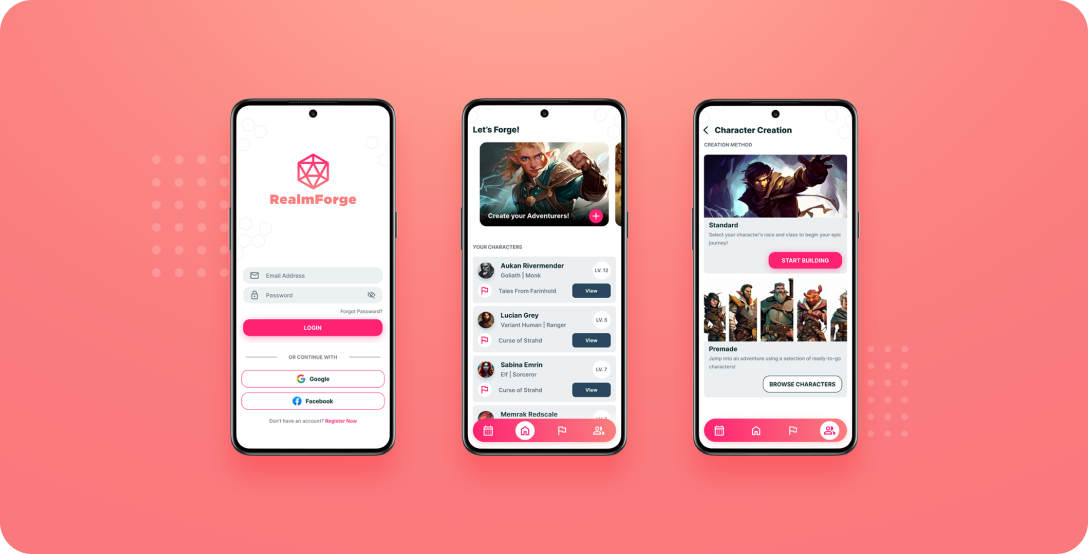 RealmForge
Email Address
Password
Forgot Password?
LOGIN
OR CONTINUE WITH
Google
Facebook
Don't have an account? Register Now
Let's Forge!
Create your Adventurers!
YOUR CHARACTERS
Aukan Rivermender
Goliath | Monk
LV. 12
Tales From Farinhold
View
Lucian Grey
Variant Human | Ranger
LV. 5
Curse of Strahd
View
Sabina Emrin
Elf | Sorceror
LV. 7
Curse of Strahd
View
Memrak Redscale
Character Creation
CREATION METHOD
Standard
Select your character's race and class to begin your epic
journey!
START BUILDING
Premade
Jump into an adventure using a selection of ready-to-go
characters!
BROWSE CHARACTERS